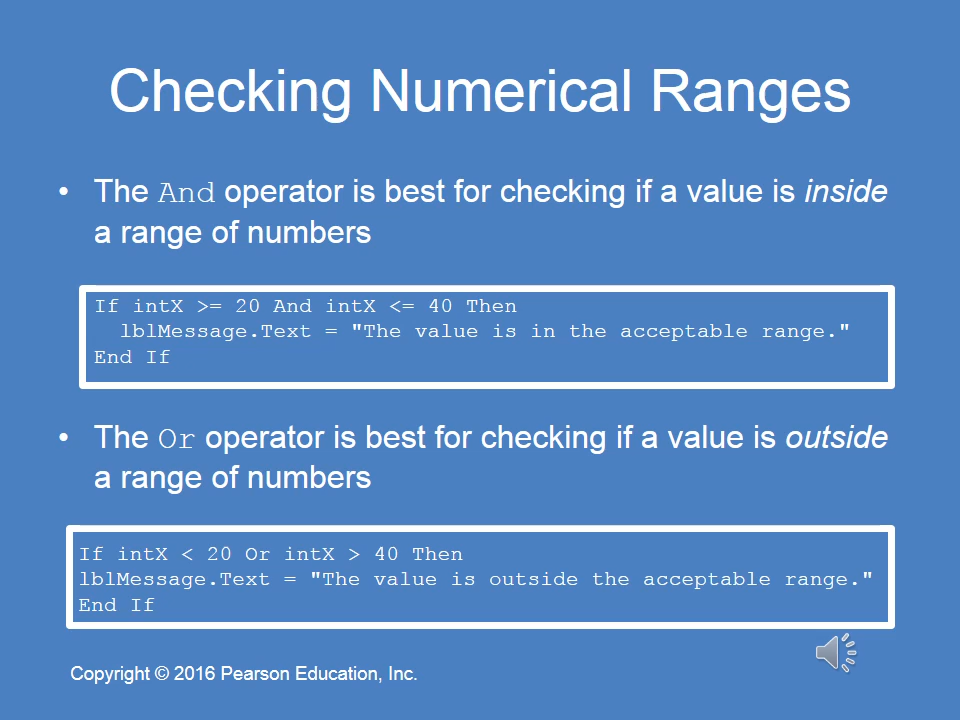 Checking Numerical Ranges
• The And operator is best for checking if a value is inside
a range of numbers
If intX >= 20 And intX <= 40 Then
  lblMessage.Text = "The value is in the acceptable range."
End If
• The Or operator is best for checking if a value is outside
a range of numbers
If intX < 20 Or intX > 40 Then
lblMessage.Text = "The value is outside the acceptable range."
End If
Copyright © 2016 Pearson Education, Inc.